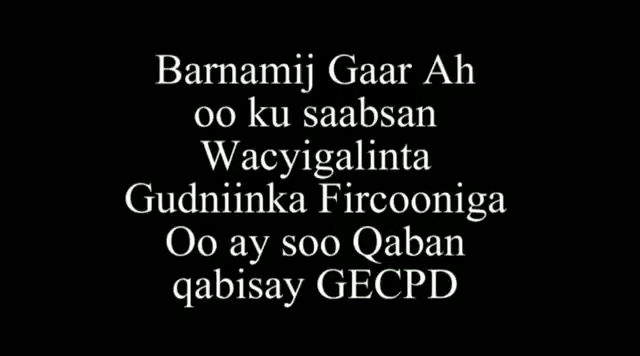 Barnamij Gaar Ah
oo ku saabsan
Wacyigalinta
Gudniinka Fircooniga
Oo ay soo Qaban
qabisay GECPD